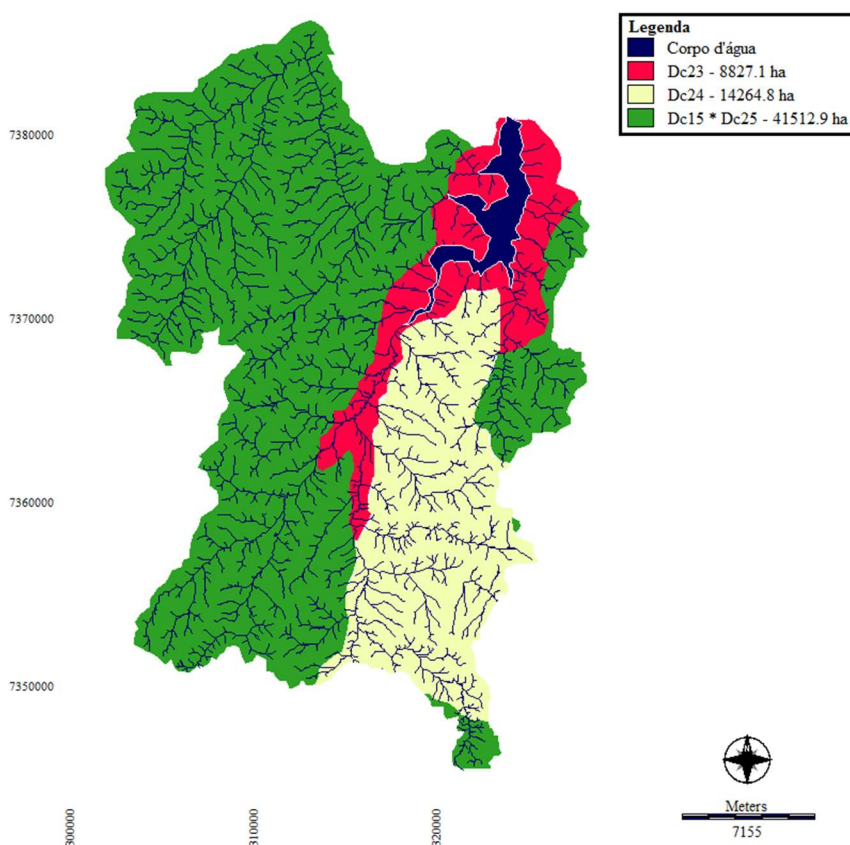 Legenda
Corpo d'água
Dc23 - 8827.1 ha
Dc24 - 14264.8 ha
Dc15 * Dc25 - 41512.9 ha
7380000
7370000
7360000
7350000
300000
310000
320000
Meters
7155